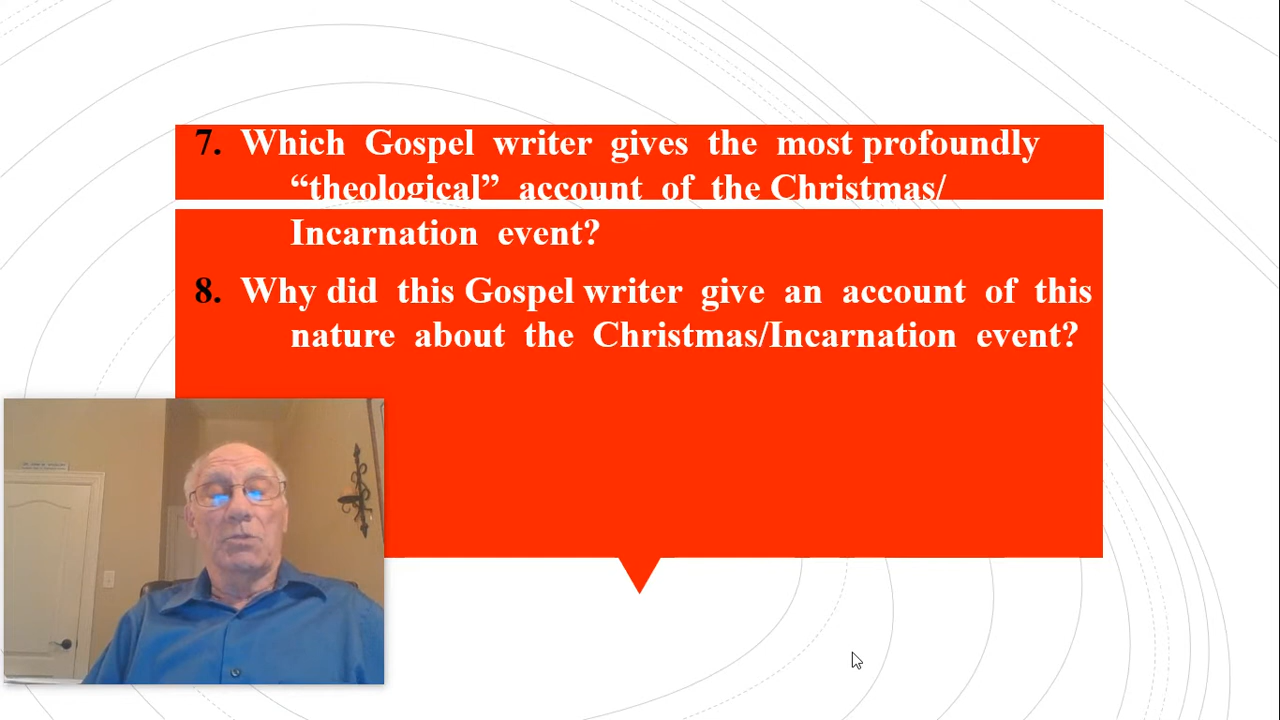 7. Which Gospel writer gives the most profoundly
“theological” account of the Christmas/
Incarnation event?
8. Why did this Gospel writer give an account of this
nature about the Christmas/Incarnation event?